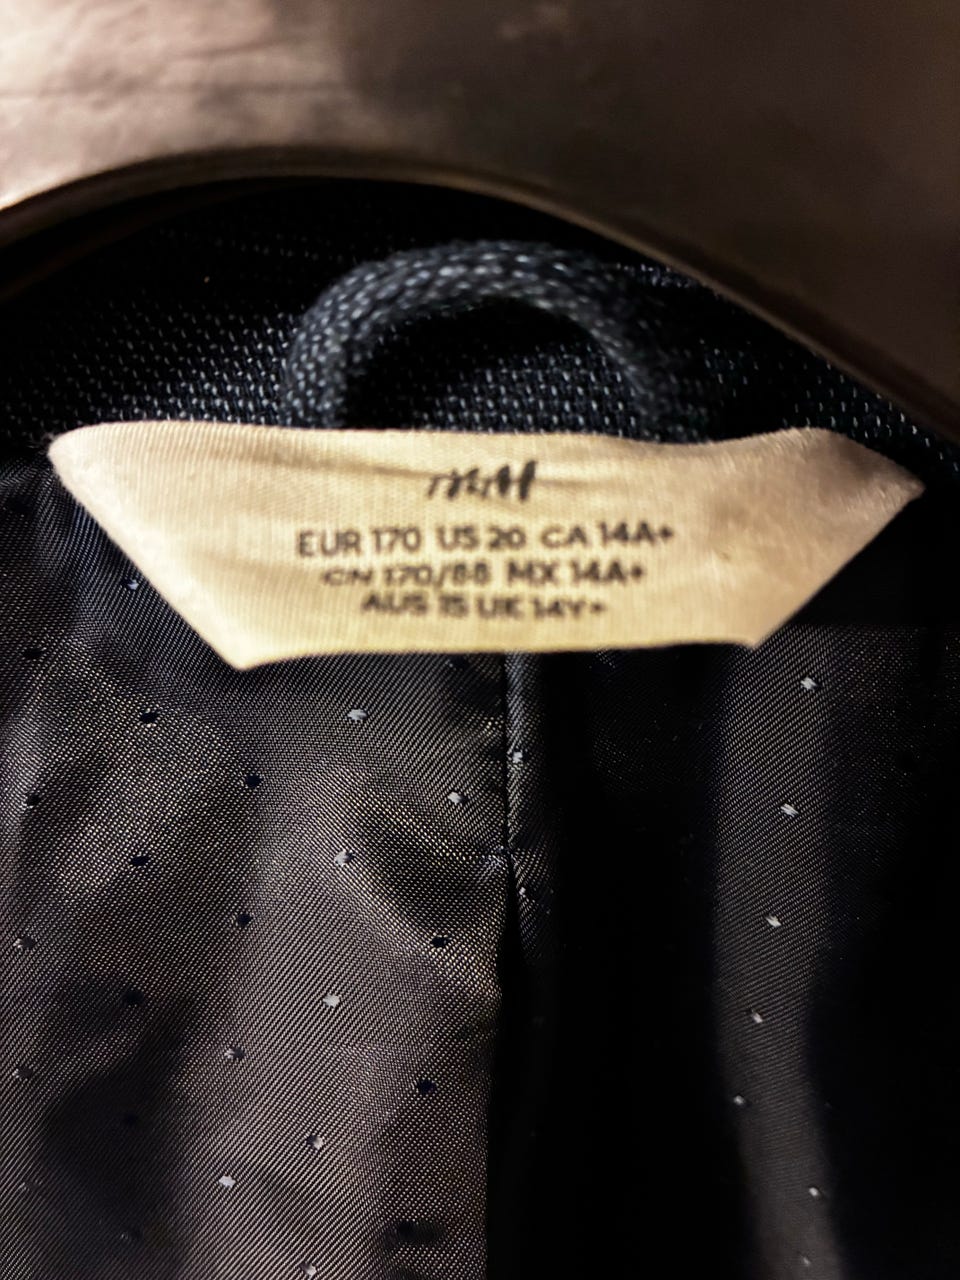 H&M
EUR 170 US 20 CA 14A+
CN 170/88 MX 14A+
AUS 15 UK 14Y+